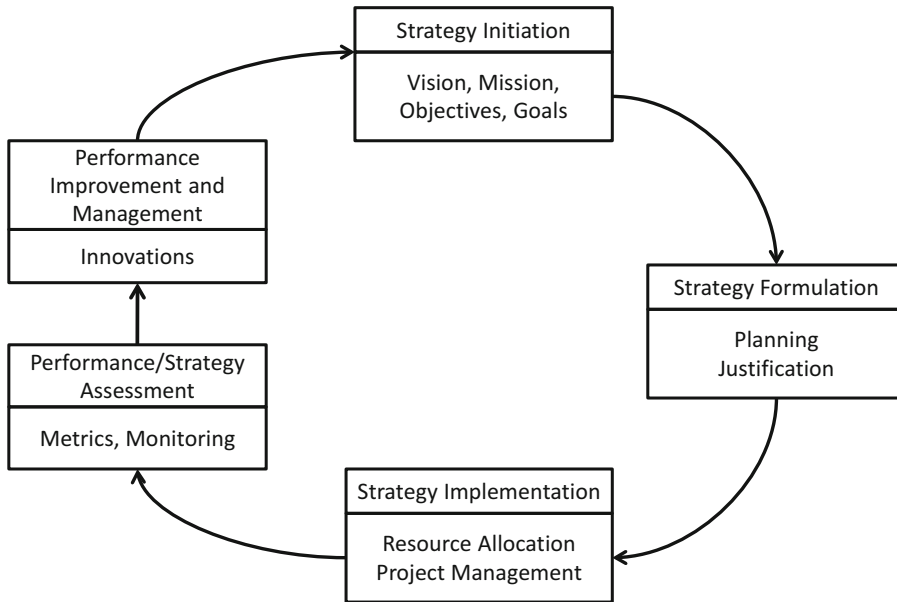 Strategy Initiation
Vision, Mission,
Objectives, Goals
Strategy Formulation
Planning
Justification
Strategy Implementation
Resource Allocation
Project Management
Performance/Strategy
Assessment
Metrics, Monitoring
Performance
Improvement and
Management
Innovations